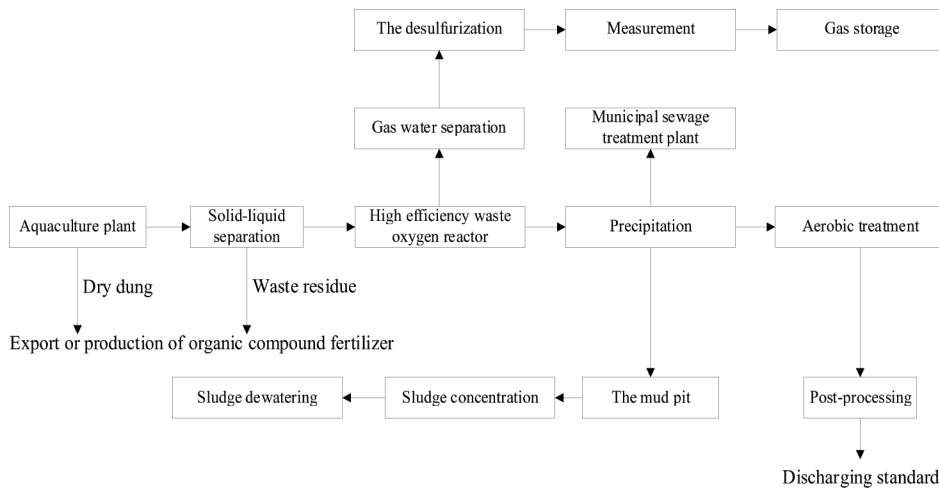 The desulfurization
Measurement
Gas storage
Gas water separation
Municipal sewage
treatment plant
Aquaculture plant
Solid-liquid
separation
High efficiency waste
oxygen reactor
Precipitation
Aerobic treatment
Dry dung
Waste residue
Export or production of organic compound fertilizer
Sludge dewatering
Sludge concentration
The mud pit
Post-processing
Discharging standard